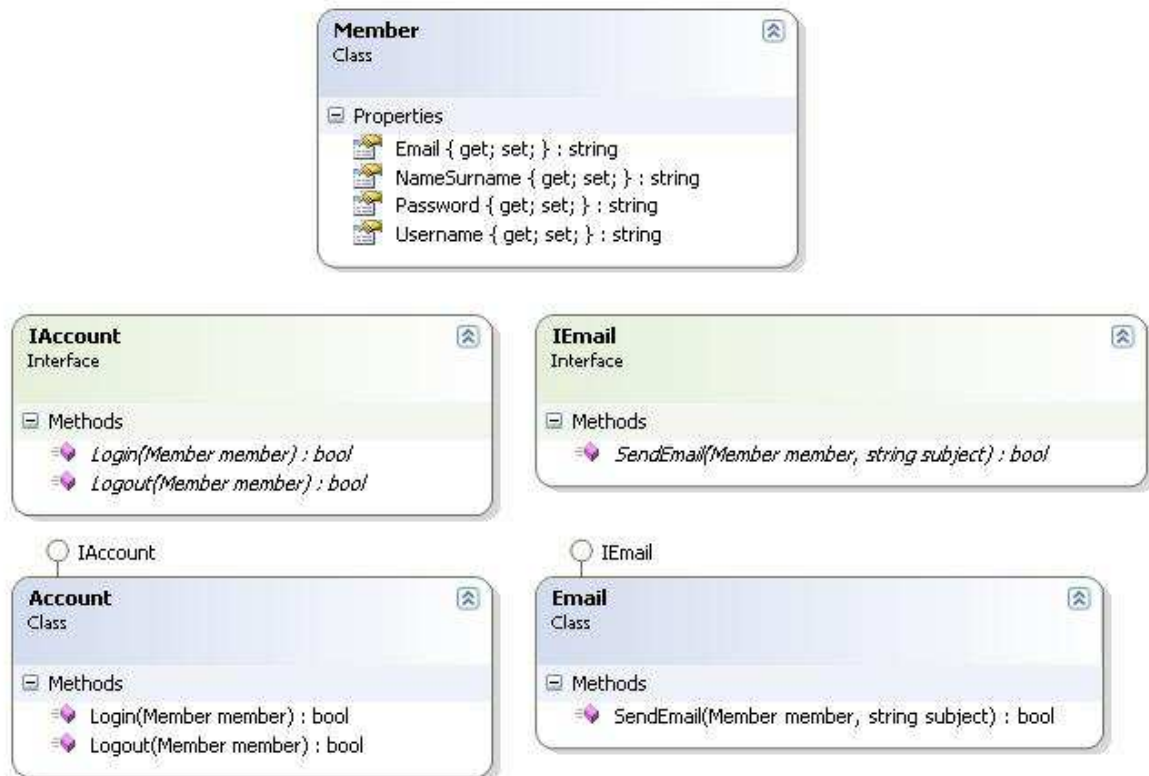 Member
Class
Properties
Email { get; set; } : string
NameSurname { get; set; } : string
Password { get; set; } : string
Username { get; set; } : string
IAccount
Interface
Methods
Login(Member member) : bool
Logout(Member member) : bool
IEmail
Interface
Methods
SendEmail(Member member, string subject) : bool
IAccount
Account
Class
Methods
Login(Member member) : bool
Logout(Member member) : bool
IEmail
Email
Class
Methods
SendEmail(Member member, string subject) : bool